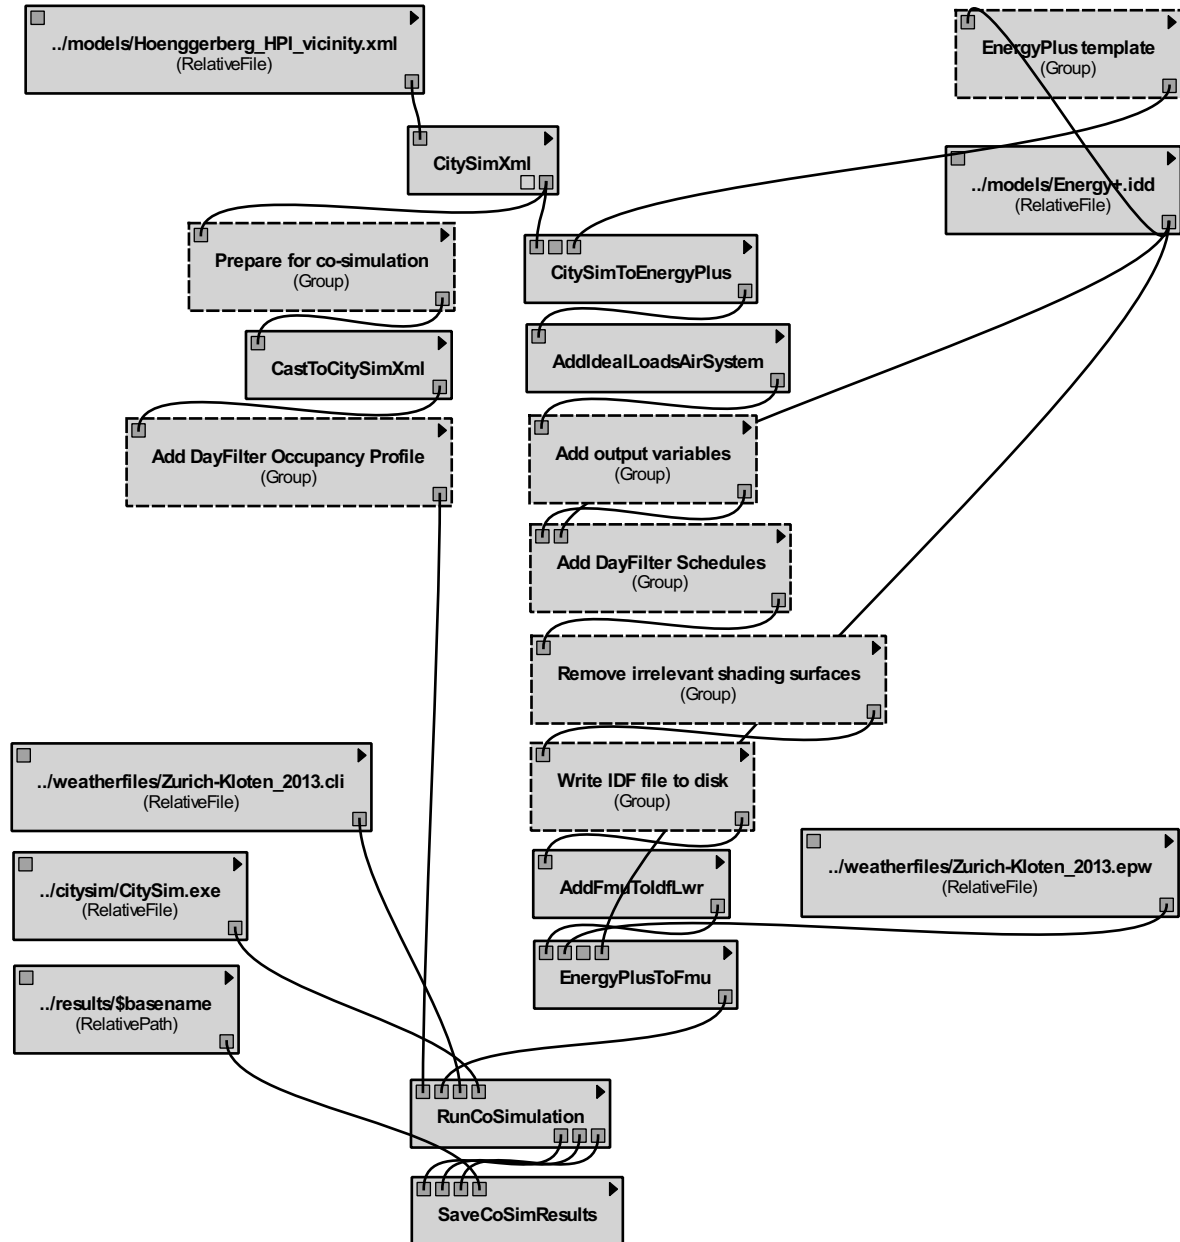 ../models/Hoenggerberg_HPI_vicinity.xml
(RelativeFile)
EnergyPlus template
(Group)
CitySimXml
../models/Energy+.idd
(RelativeFile)
Prepare for co-simulation
(Group)
CitySimToEnergyPlus
CastToCitySimXml
AddIdealLoadsAirSystem
Add DayFilter Occupancy Profile
(Group)
Add output variables
(Group)
Add DayFilter Schedules
(Group)
Remove irrelevant shading surfaces
(Group)
../weatherfiles/Zurich-Kloten_2013.cli
(RelativeFile)
Write IDF file to disk
(Group)
../citysim/CitySim.exe
(RelativeFile)
AddFmuToIdfLwr
../weatherfiles/Zurich-Kloten_2013.epw
(RelativeFile)
EnergyPlusToFmu
../results/$basename
(RelativePath)
RunCoSimulation
SaveCoSimResults